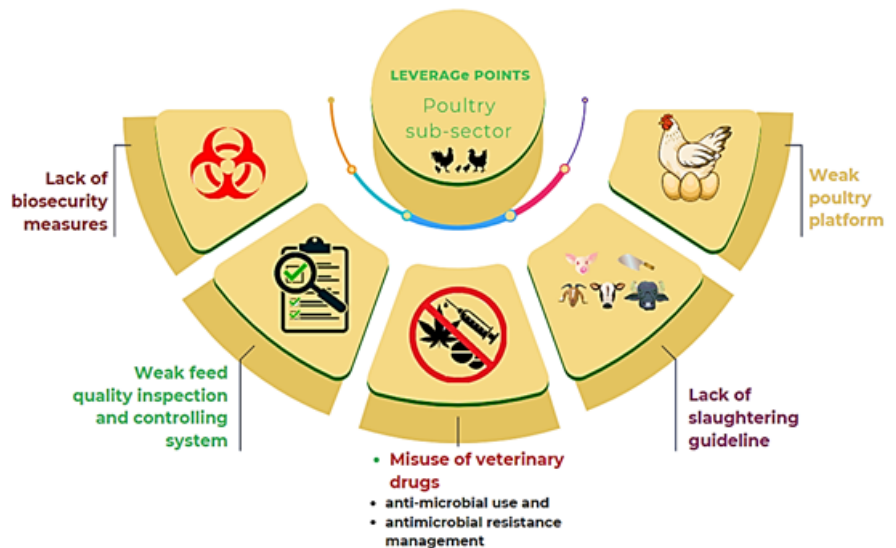 LEVERAGe POINTS
Poultry
sub-sector
Lack of
biosecurity
measures
Weak feed
quality inspection
and controlling
system
• Misuse of veterinary
drugs
• anti-microbial use and
• antimicrobial resistance
management
Lack of
slaughtering
guideline
Weak
poultry
platform